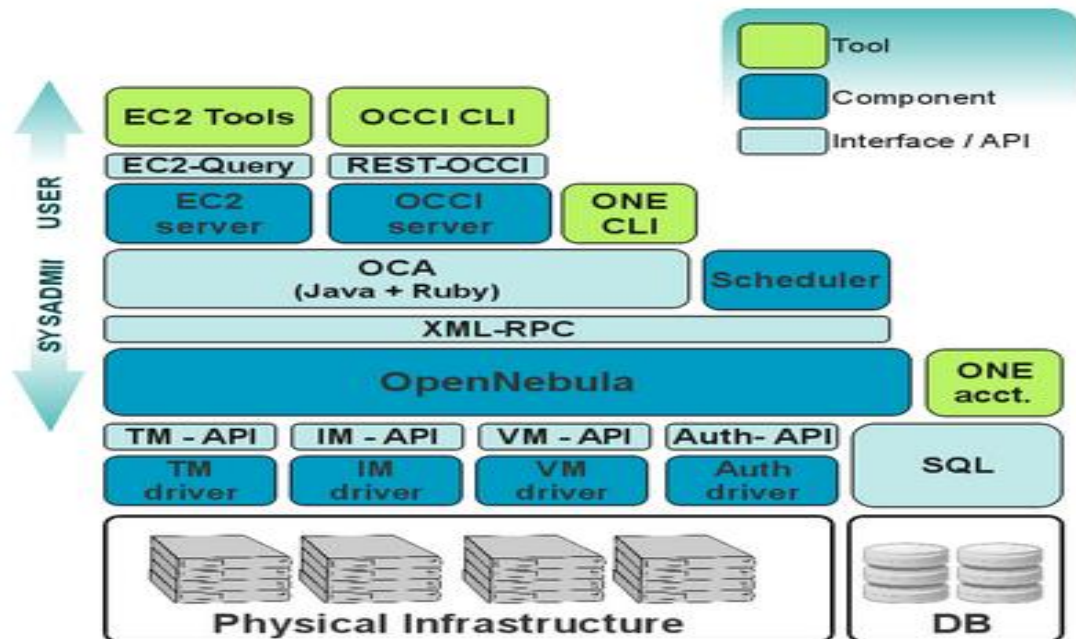 Tool
Component
Interface / API
EC2 Tools OCCI CLI
EC2-Query REST-OCCI
EC2 server OCCI server ONE CLI
OCA (Java + Ruby) Scheduler
XML-RPC
OpenNebula ONE acct.
TM - API IM - API VM - API Auth- API
TM driver IM driver VM driver Auth driver SQL
Physical Infrastructure DB
USER
SYSADMII